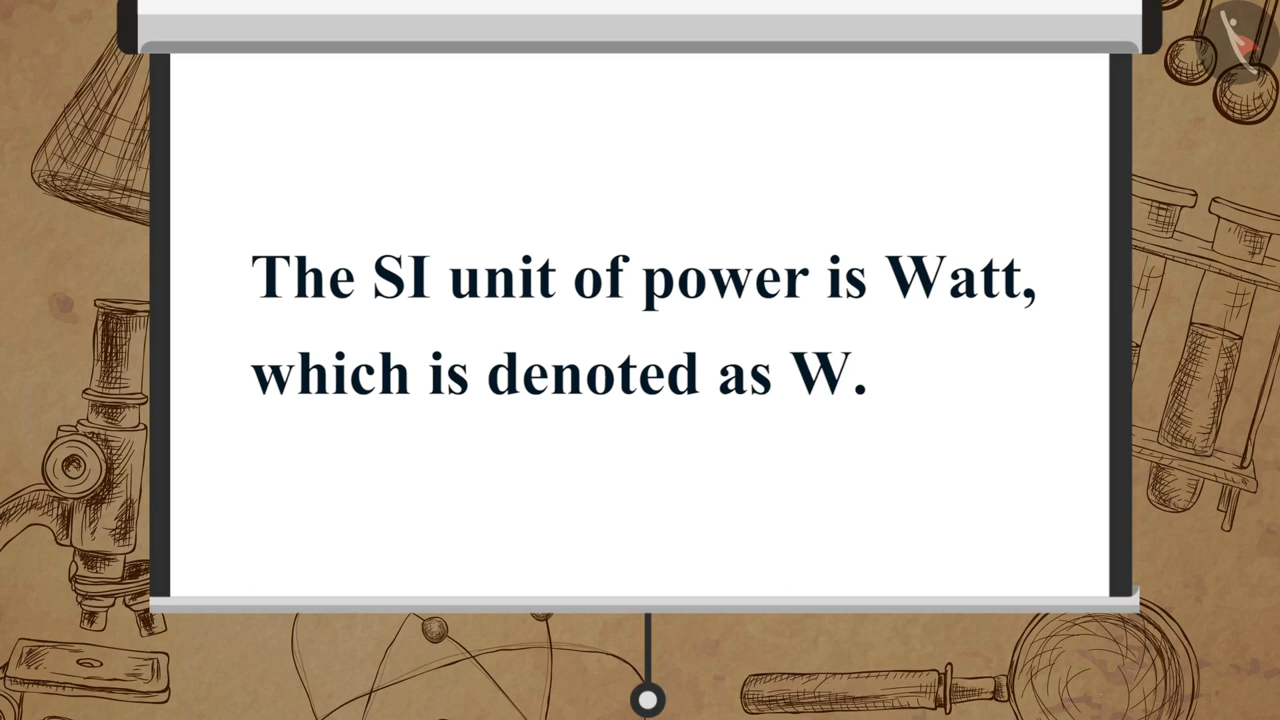 The SI unit of power is Watt,
which is denoted as W.